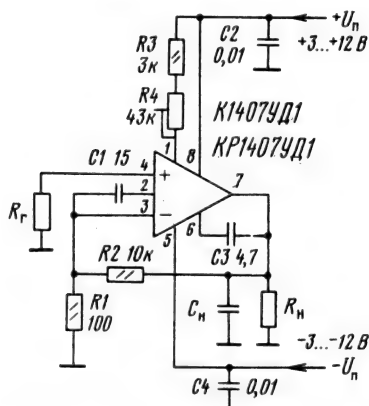 R3
3к
C2
0,01
+Uп
+3...+12 В
R4
43к
К1407УД1
КР1407УД1
C1 15
1
8
4
+
2
7
3
−
Rг
5
6
C3 4,7
R2 10к
R1
100
Cн
Rн
−3...−12 В
−Uп
C4
0,01